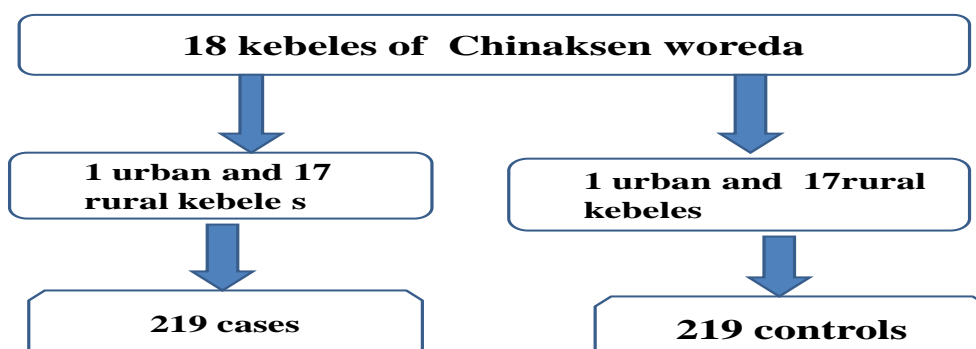 18 kebeles of Chinaksen woreda
1 urban and 17
rural kebele s
1 urban and 17rural
kebeles
219 cases
219 controls